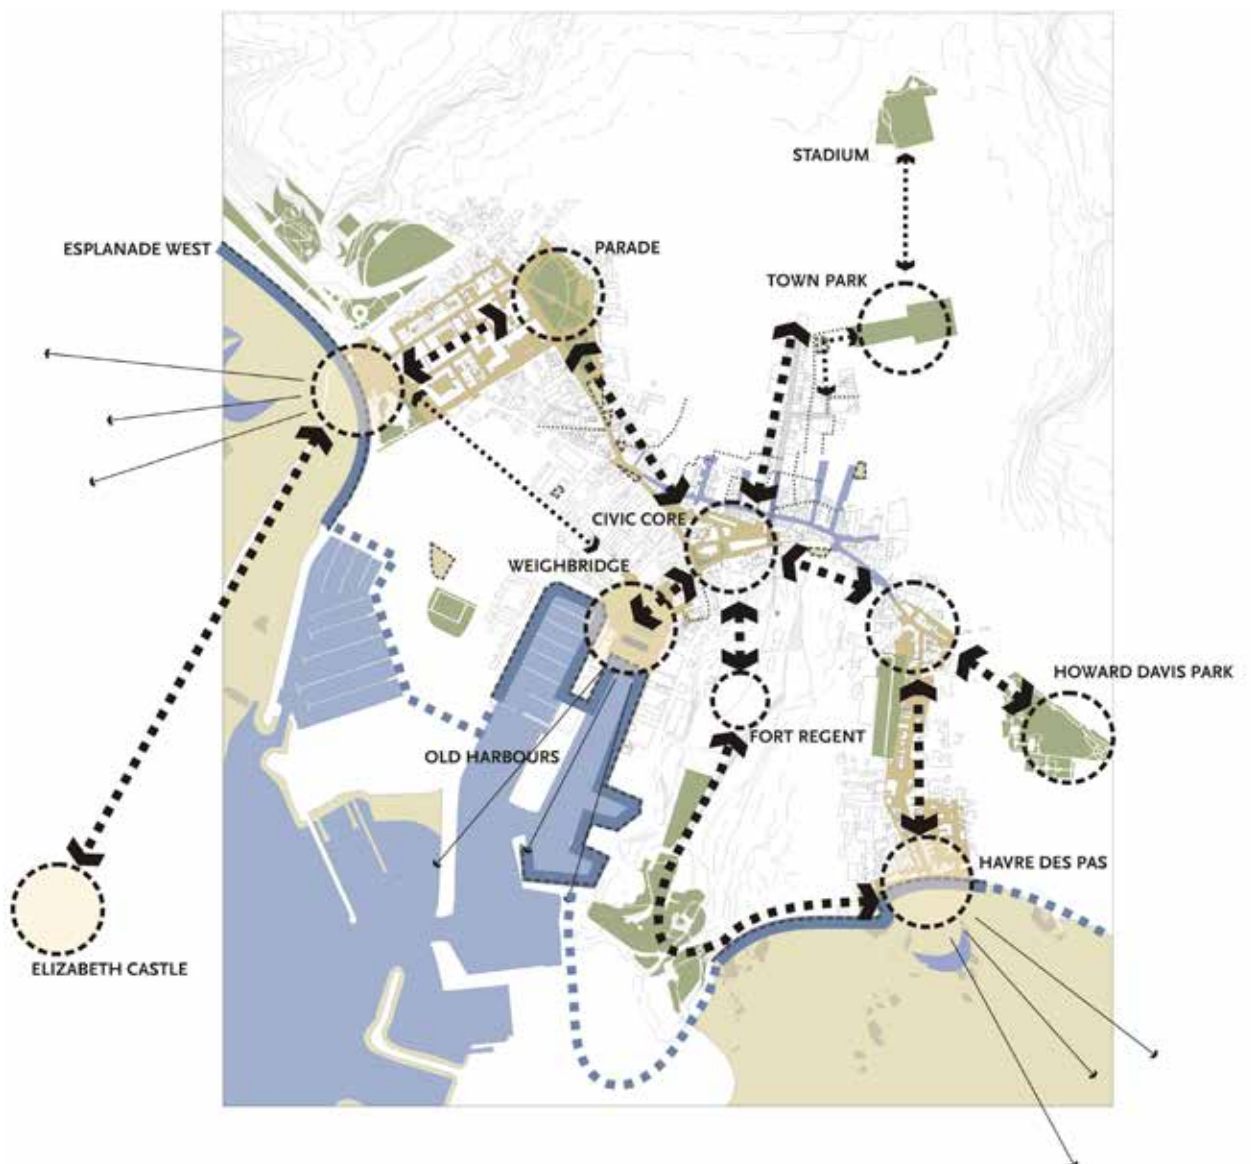 STADIUM
ESPLANADE WEST
PARADE
TOWN PARK
CIVIC CORE
WEIGHBRIDGE
HOWARD DAVIS PARK
FORT REGENT
OLD HARBOURS
HAVRE DES PAS
ELIZABETH CASTLE